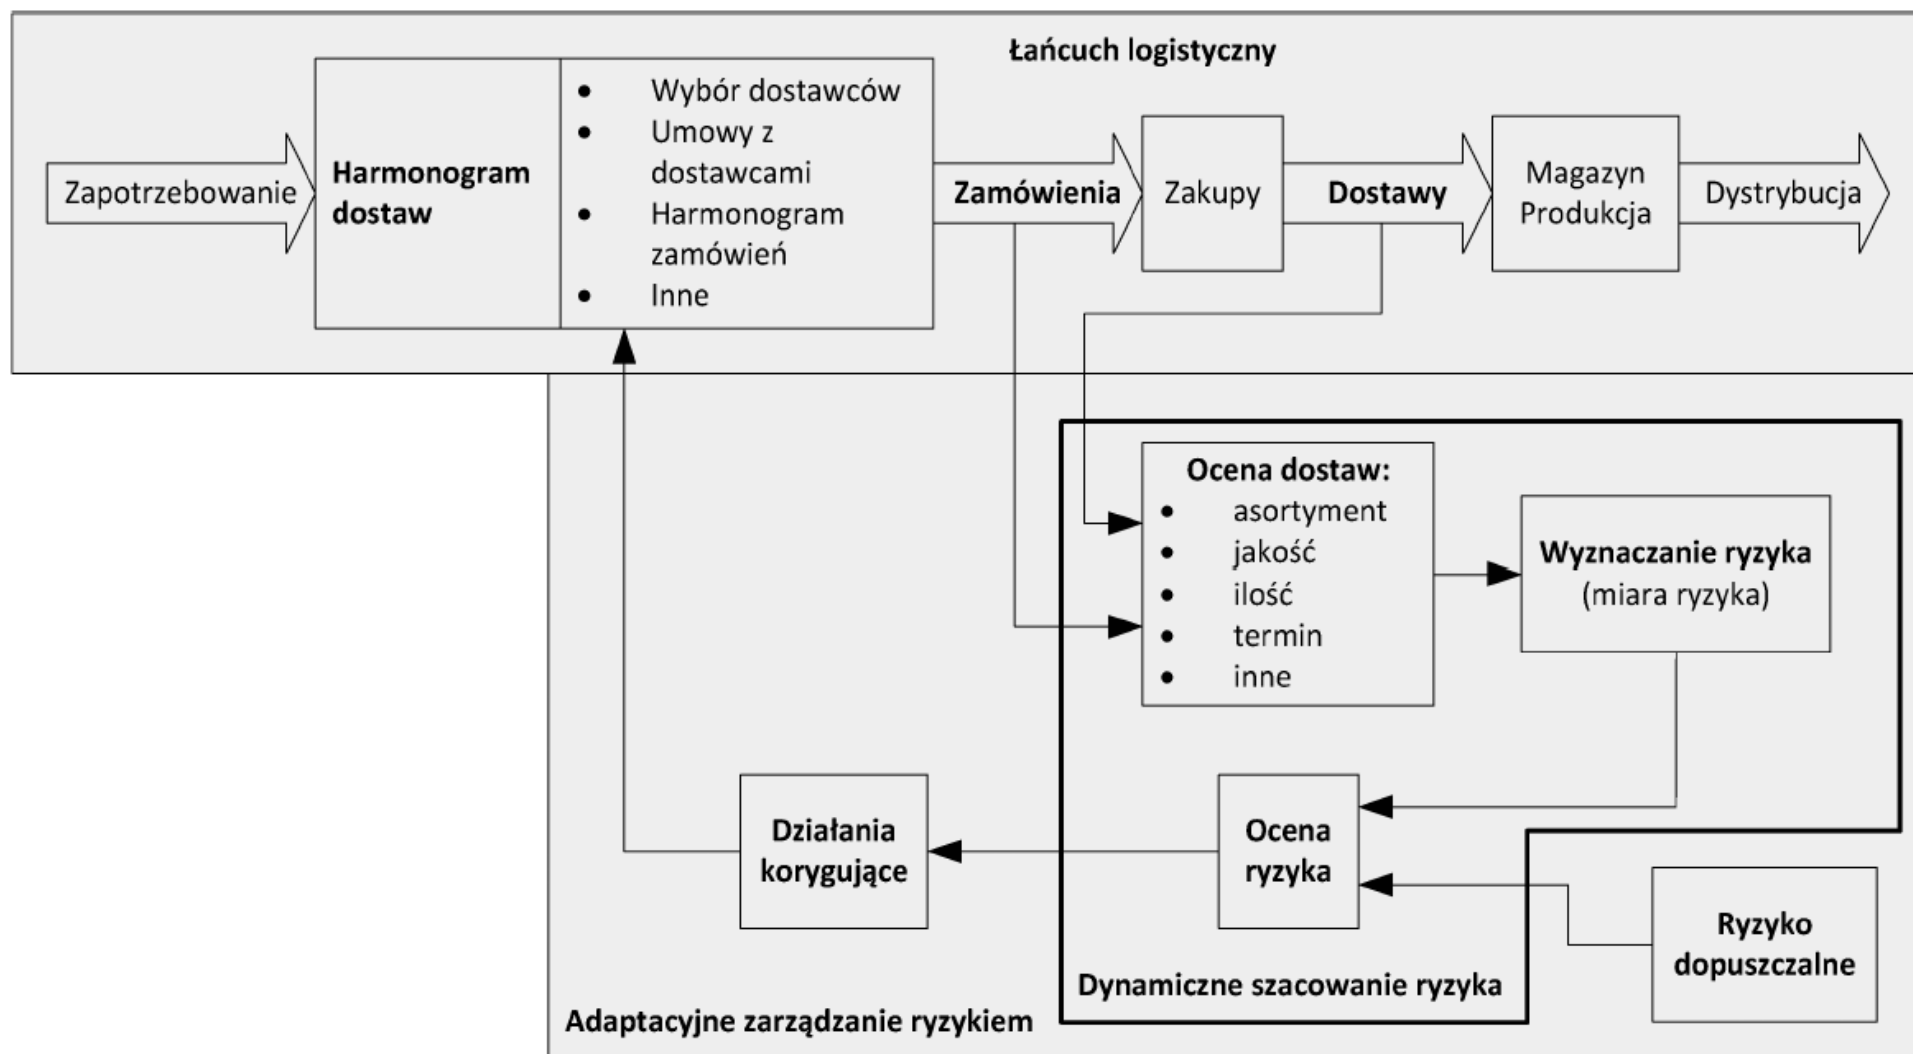 Łańcuch logistyczny
Zapotrzebowanie
Harmonogram
dostaw
• Wybór dostawców
• Umowy z
dostawcami
• Harmonogram
zamówień
• Inne
Zamówienia
Zakupy
Dostawy
Magazyn
Produkcja
Dystrybucja
Ocena dostaw:
• asortyment
• jakość
• ilość
• termin
• inne
Wyznaczanie ryzyka
(miara ryzyka)
Działania
korygujące
Ocena
ryzyka
Ryzyko
dopuszczalne
Dynamiczne szacowanie ryzyka
Adaptacyjne zarządzanie ryzykiem